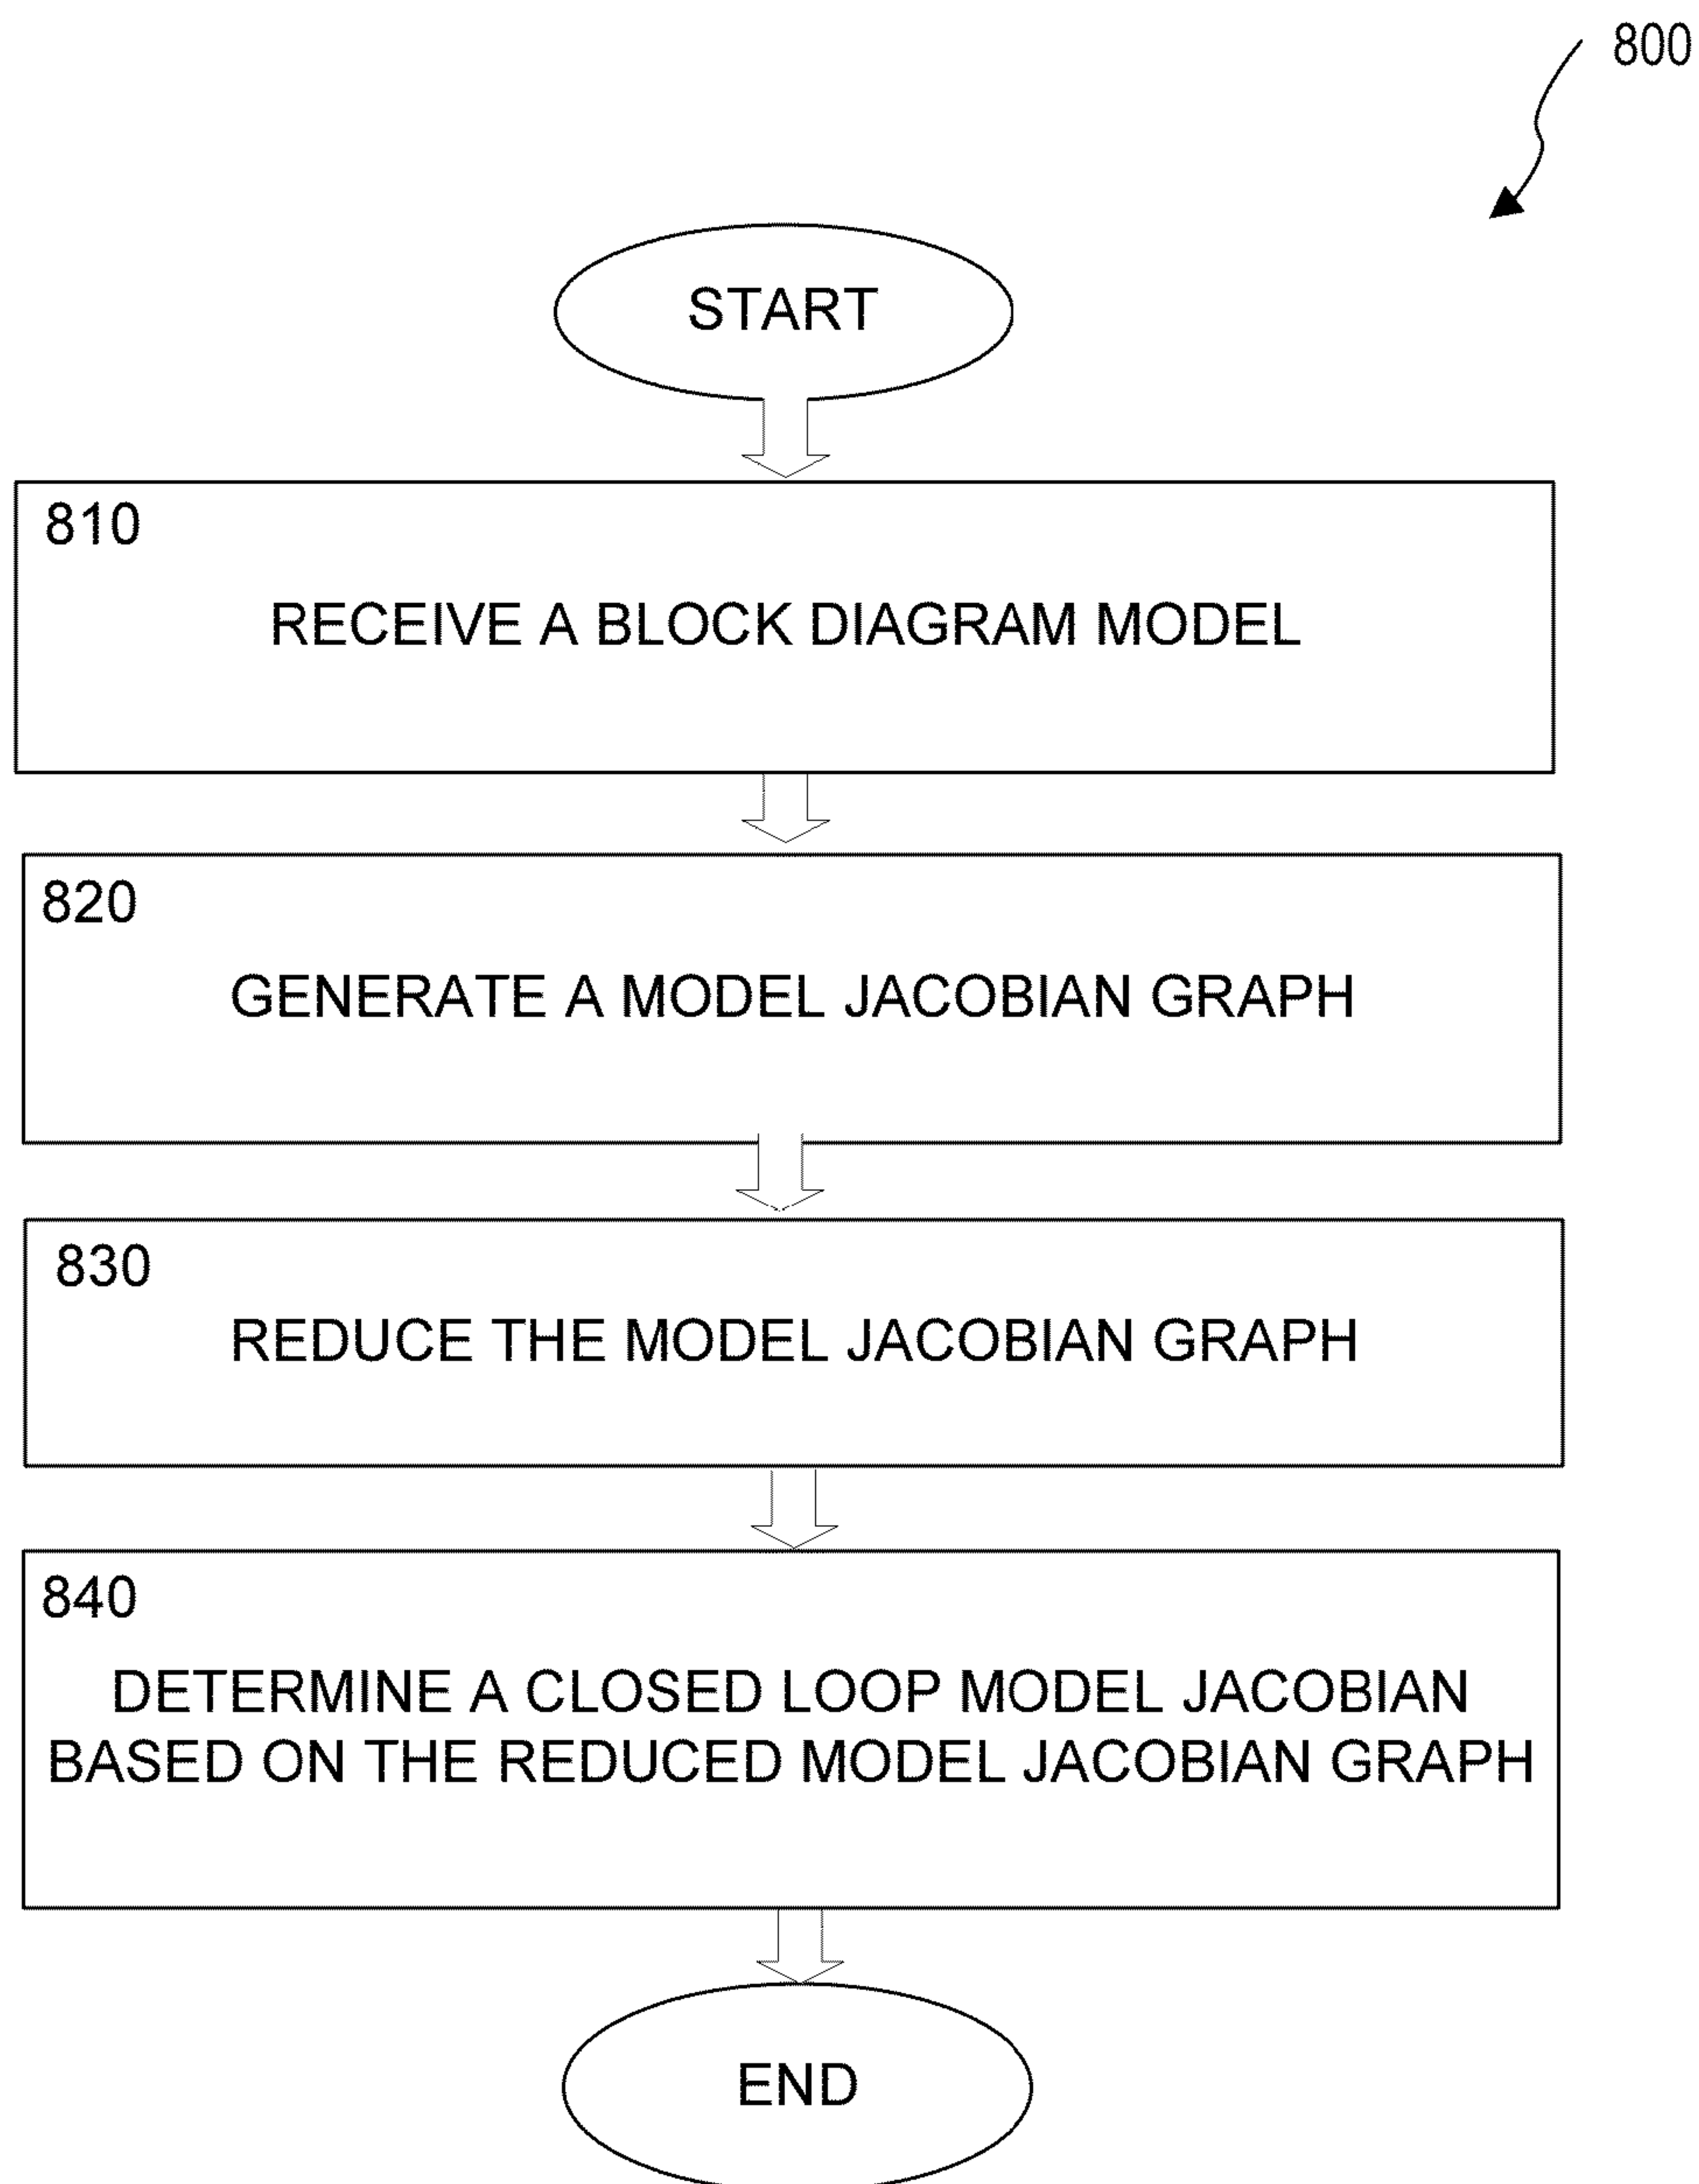 800
START
810
RECEIVE A BLOCK DIAGRAM MODEL
820
GENERATE A MODEL JACOBIAN GRAPH
830
REDUCE THE MODEL JACOBIAN GRAPH
840
DETERMINE A CLOSED LOOP MODEL JACOBIAN
BASED ON THE REDUCED MODEL JACOBIAN GRAPH
END